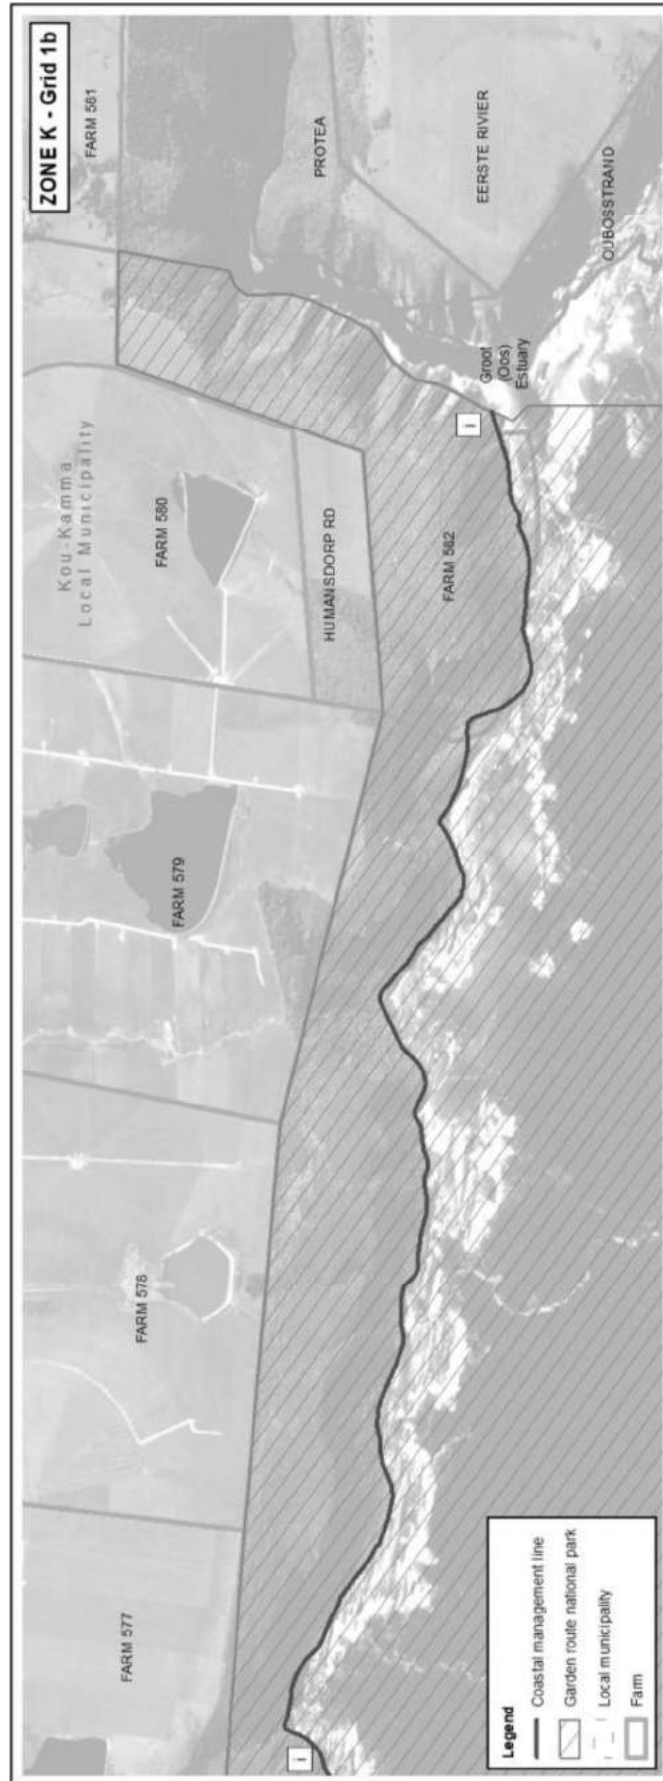 ZONE K - Grid 1b
FARM 581
PROTEA
EERSTE RIVIER
OUBOSSTRAND
Groot
(Oos)
Estuary
i
Kou-Kamma
Local Municipality
FARM 580
HUMANSDORP RD
FARM 582
FARM 579
FARM 578
FARM 577
i
Legend
Coastal management line
Garden route national park
Local municipality
Farm